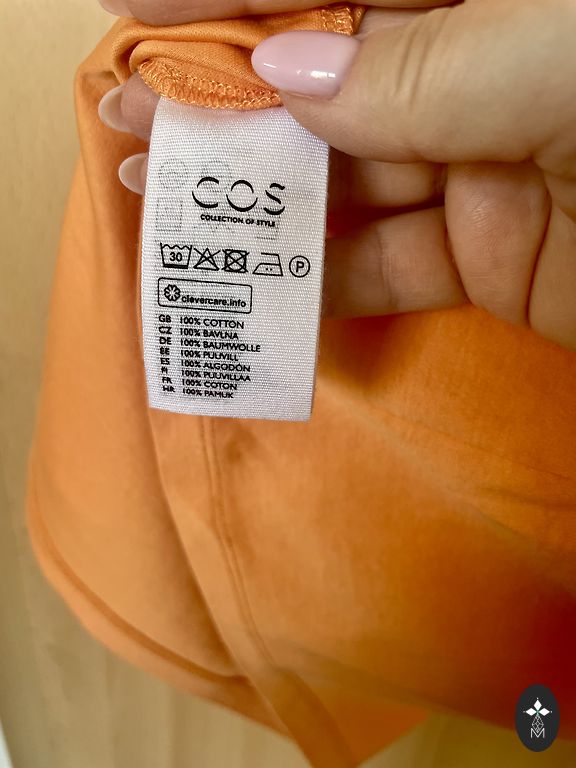 COS
COLLECTION OF STYLE
30
P
clevercare.info
GB 100% COTTON
CZ 100% BAVLNA
DE 100% BAUMWOLLE
EE 100% PUUVILL
ES 100% ALGODÓN
FI 100% PUUVILLAA
FR 100% COTON
HR 100% PAMUK
M